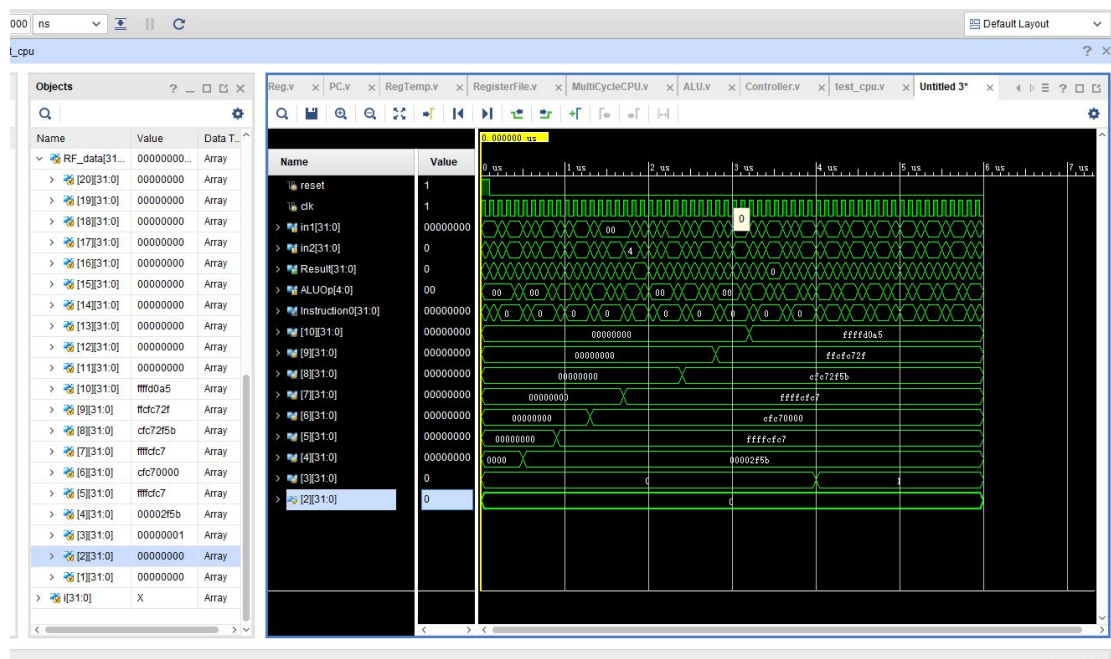 000 ns Default Layout
t_cpu ? ×
Objects ? _ □ ×
Reg.v × PC.v × RegTemp.v × RegisterFile.v × MultiCycleCPU.v × ALU.v × Controller.v × test_cpu.v × Untitled 3* ×
Name Value Data T..
RF_data[31... 00000000... Array
[20][31:0] 00000000 Array
[19][31:0] 00000000 Array
[18][31:0] 00000000 Array
[17][31:0] 00000000 Array
[16][31:0] 00000000 Array
[15][31:0] 00000000 Array
[14][31:0] 00000000 Array
[13][31:0] 00000000 Array
[12][31:0] 00000000 Array
[11][31:0] 00000000 Array
[10][31:0] ffffd0a5 Array
[9][31:0] ffcfc72f Array
[8][31:0] cfc72f5b Array
[7][31:0] ffffcfc7 Array
[6][31:0] cfc70000 Array
[5][31:0] ffffcfc7 Array
[4][31:0] 00002f5b Array
[3][31:0] 00000001 Array
[2][31:0] 00000000 Array
[1][31:0] 00000000 Array
i[31:0] X Array
0.000000 us
Name Value 0 us 1 us 2 us 3 us 4 us 5 us 6 us 7 us
reset 1
clk 1
0
in1[31:0] 00000000 00
in2[31:0] 0 4
Result[31:0] 0 0
ALUOp[4:0] 00 00 00 00 00
Instruction0[31:0] 00000000 0 0 0 0 0 0 0 0 0
[10][31:0] 00000000 00000000 ffffd0a5
[9][31:0] 00000000 00000000 ffcfc72f
[8][31:0] 00000000 00000000 cfc72f5b
[7][31:0] 00000000 00000000 ffffcfc7
[6][31:0] 00000000 00000000 cfc70000
[5][31:0] 00000000 00000000 ffffcfc7
[4][31:0] 00000000 0000 00002f5b
[3][31:0] 0 0 1
[2][31:0] 0 0